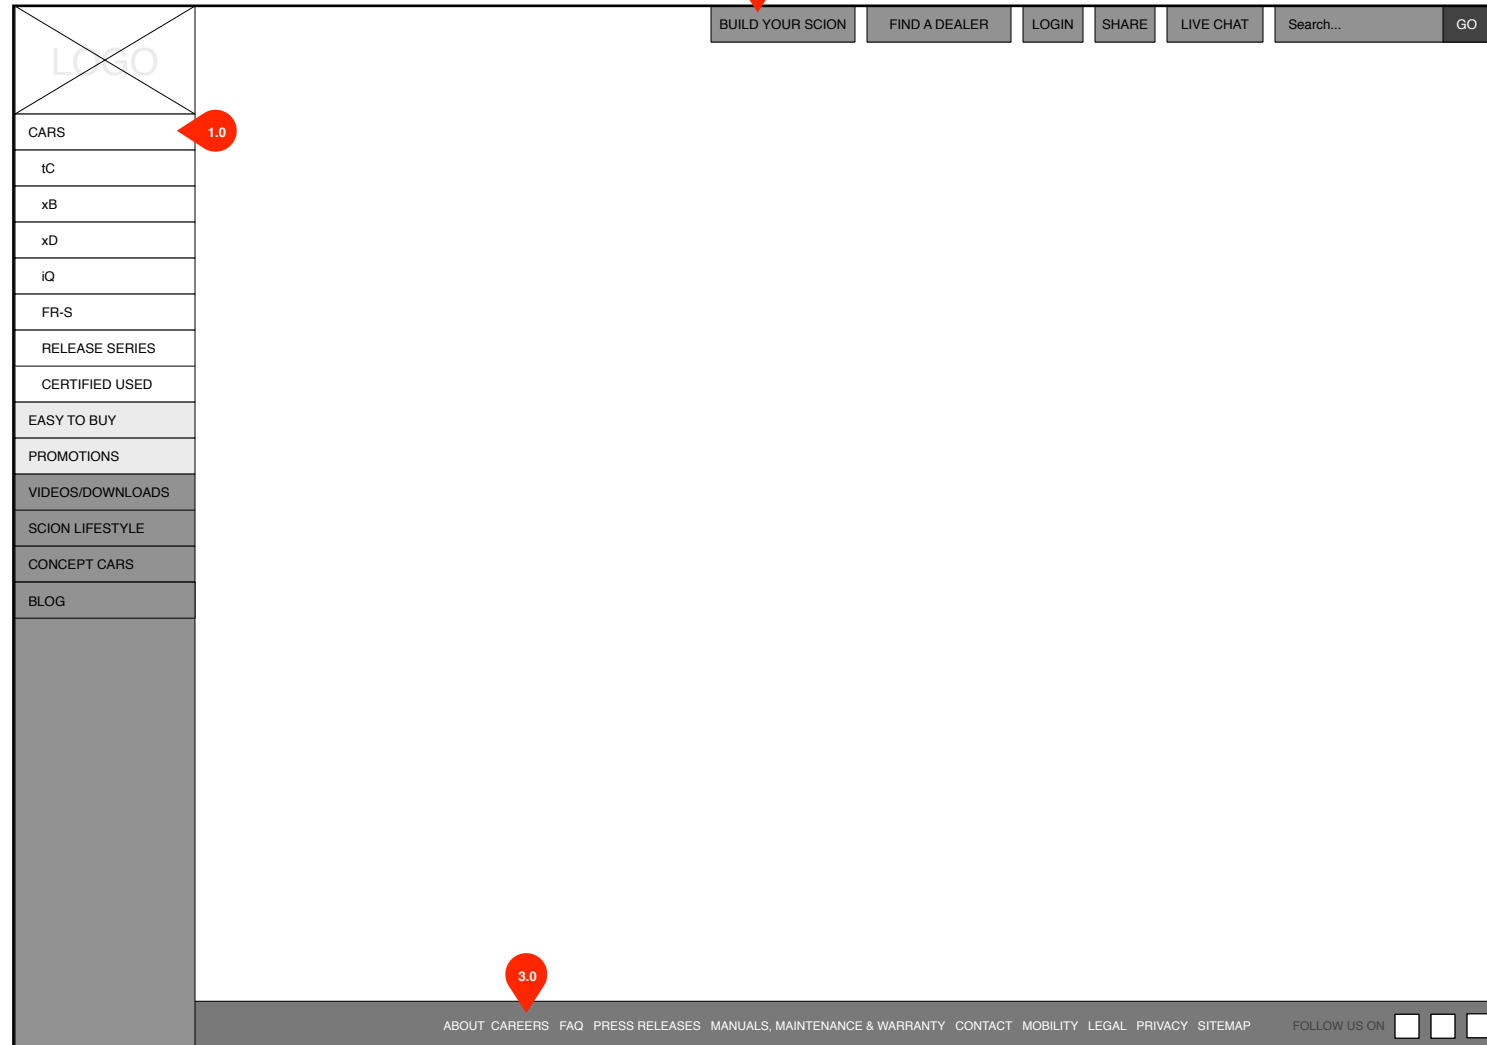 LOGO
BUILD YOUR SCION
FIND A DEALER
LOGIN
SHARE
LIVE CHAT
Search...
GO
CARS
1.0
tC
xB
xD
iQ
FR-S
RELEASE SERIES
CERTIFIED USED
EASY TO BUY
PROMOTIONS
VIDEOS/DOWNLOADS
SCION LIFESTYLE
CONCEPT CARS
BLOG
3.0
ABOUT CAREERS FAQ PRESS RELEASES MANUALS, MAINTENANCE & WARRANTY CONTACT MOBILITY LEGAL PRIVACY SITEMAP FOLLOW US ON